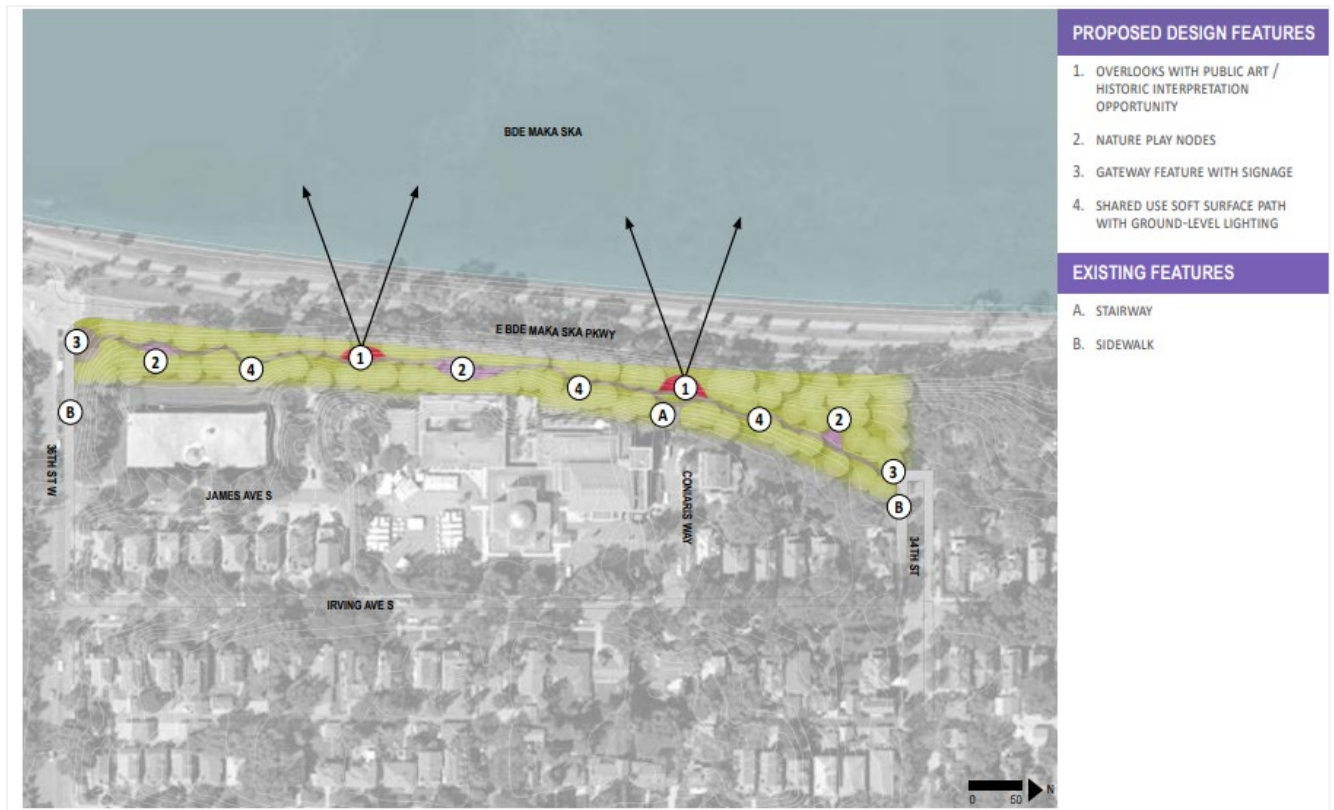 PROPOSED DESIGN FEATURES
1. OVERLOOKS WITH PUBLIC ART /
HISTORIC INTERPRETATION
OPPORTUNITY
2. NATURE PLAY NODES
3. GATEWAY FEATURE WITH SIGNAGE
4. SHARED USE SOFT SURFACE PATH
WITH GROUND-LEVEL LIGHTING
EXISTING FEATURES
A. STAIRWAY
B. SIDEWALK
BDE MAKA SKA
E BDE MAKA SKA PKWY
3
2
4
1
2
4
1
A
4
2
3
B
B
36TH ST W
JAMES AVE S
CONIARIS WAY
34TH ST
IRVING AVE S
0 50 N